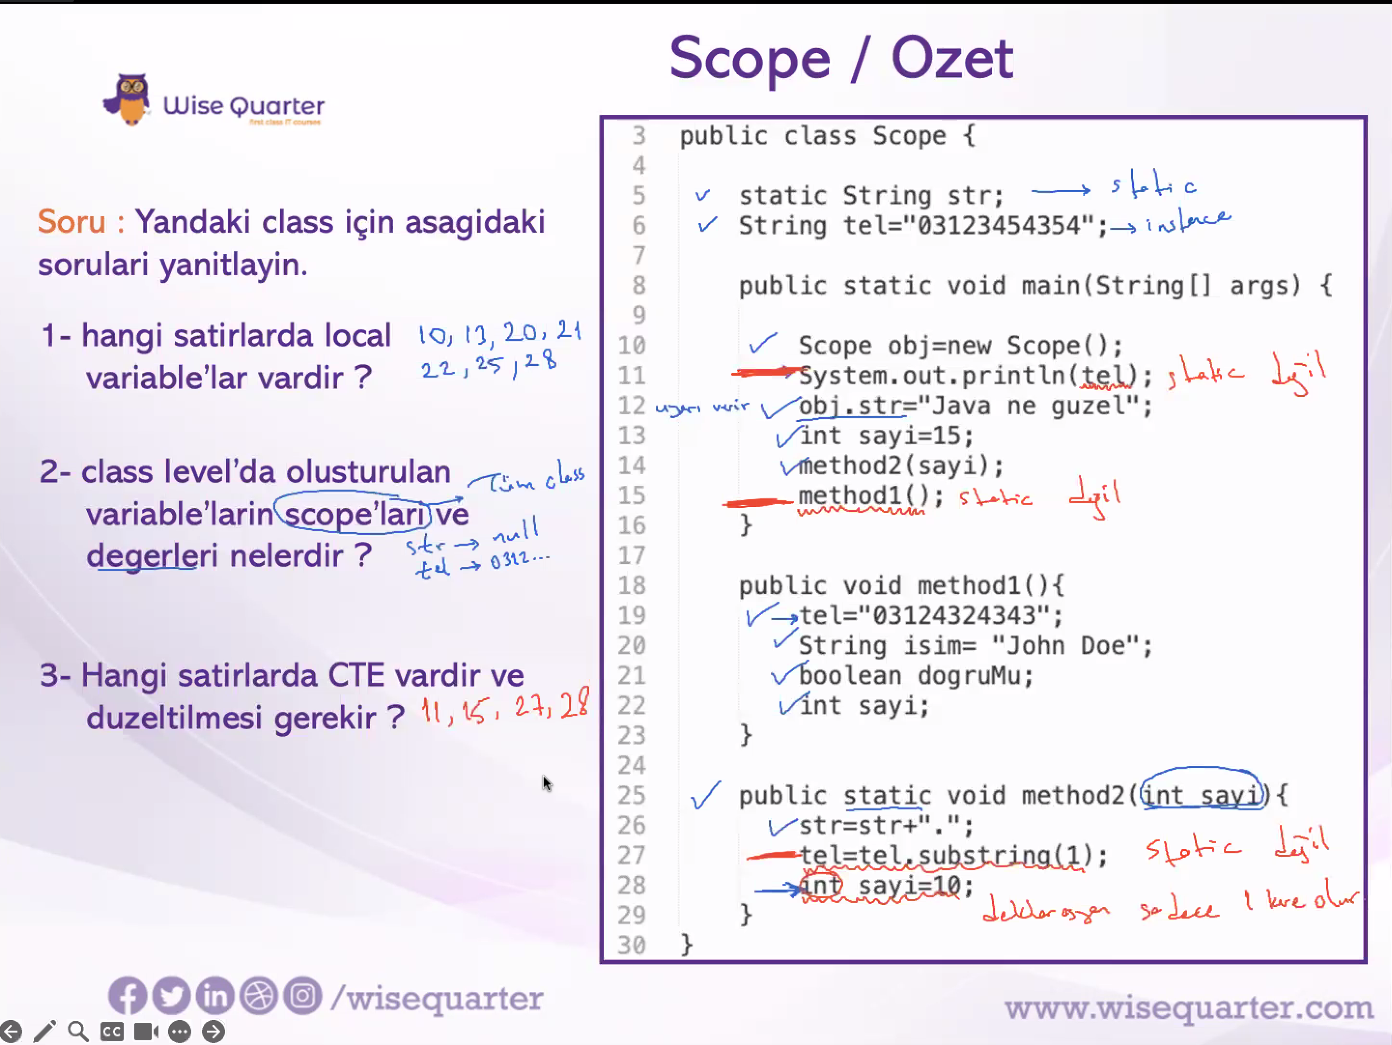 Scope / Ozet
Wise Quarter
first class IT courses
Soru : Yandaki class için asagidaki
sorulari yanitlayin.
1- hangi satirlarda local
variable'lar vardir ?
10, 13, 20, 21
22, 25, 28
2- class level'da olusturulan
variable'larin scope'lari ve
degerleri nelerdir ?
Tüm class
str → null
tel → 0312...
3- Hangi satirlarda CTE vardir ve
duzeltilmesi gerekir ?
11, 15, 27, 28
3 public class Scope {
4
5 static String str; → static
6 String tel="03123454354"; → instance
7
8 public static void main(String[] args) {
9
10 Scope obj=new Scope();
11 System.out.println(tel); static değil
12 uyarı verir obj.str="Java ne guzel";
13 int sayi=15;
14 method2(sayi);
15 method1(); static değil
16 }
17
18 public void method1(){
19 tel="03124324343";
20 String isim= "John Doe";
21 boolean dogruMu;
22 int sayi;
23 }
24
25 public static void method2(int sayi){
26 str=str+".";
27 tel=tel.substring(1); static değil
28 int sayi=10;
deklarasyon sadece 1 kere olur
29 }
30 }
/wisequarter
www.wisequarter.com
CC